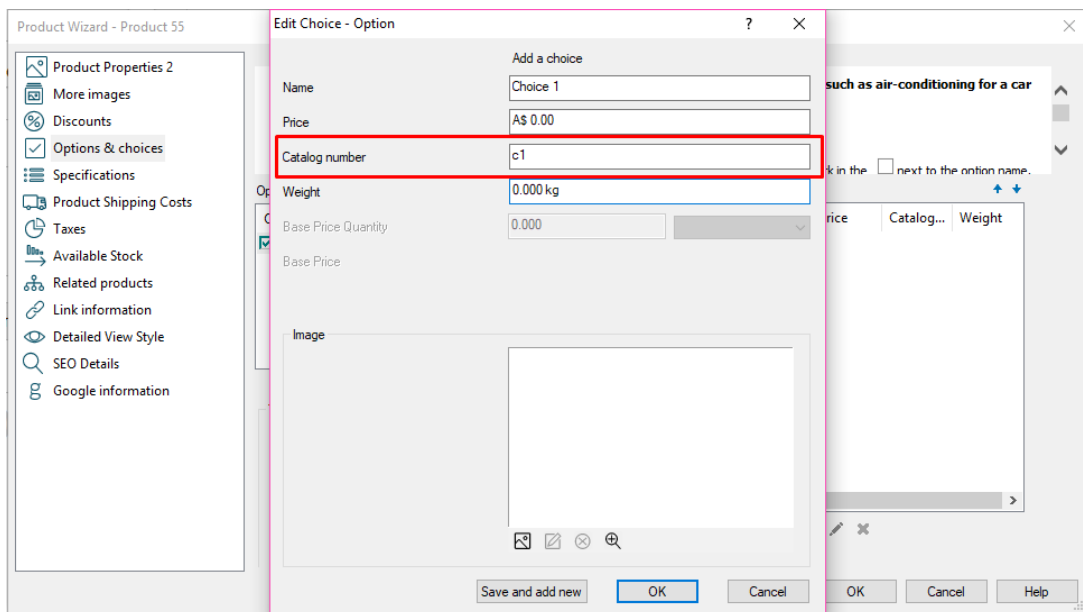 Product Wizard - Product 55
Product Properties 2
More images
Discounts
Options & choices
Specifications
Product Shipping Costs
Taxes
Available Stock
Related products
Link information
Detailed View Style
SEO Details
Google information
Edit Choice - Option
?
Add a choice
Name
Choice 1
Price
A$ 0.00
Catalog number
c1
Weight
0.000 kg
Base Price Quantity
0.000
Base Price
Image
Save and add new
OK
Cancel
such as air-conditioning for a car
in the
next to the option name.
Catalog...
Weight
OK
Cancel
Help